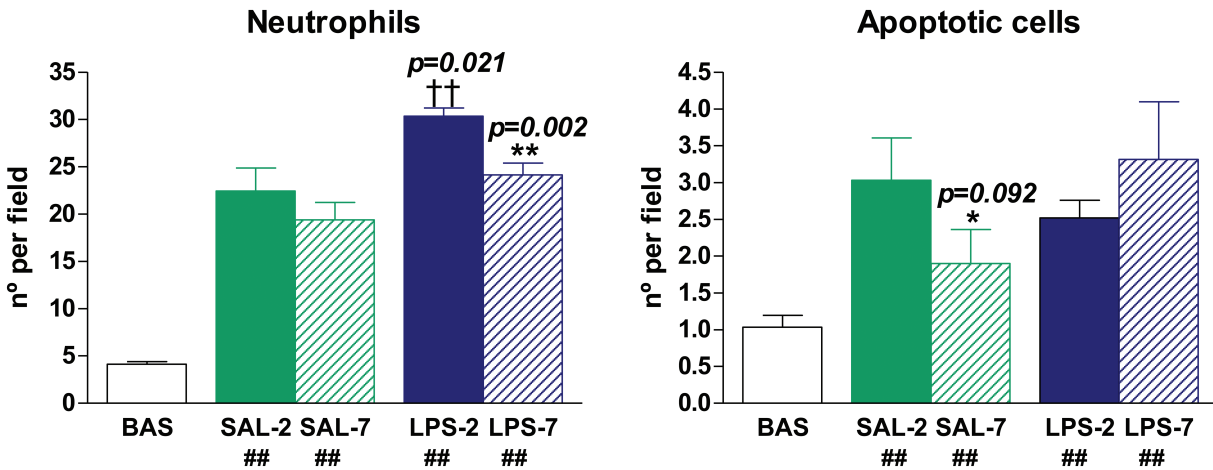 Neutrophils
p=0.021
††
p=0.002
**
nº per field
35
30
25
20
15
10
5
0
BAS SAL-2 SAL-7 LPS-2 LPS-7
## ## ## ##
Apoptotic cells
p=0.092
*
nº per field
4.5
4.0
3.5
3.0
2.5
2.0
1.5
1.0
0.5
0.0
BAS SAL-2 SAL-7 LPS-2 LPS-7
## ## ## ##